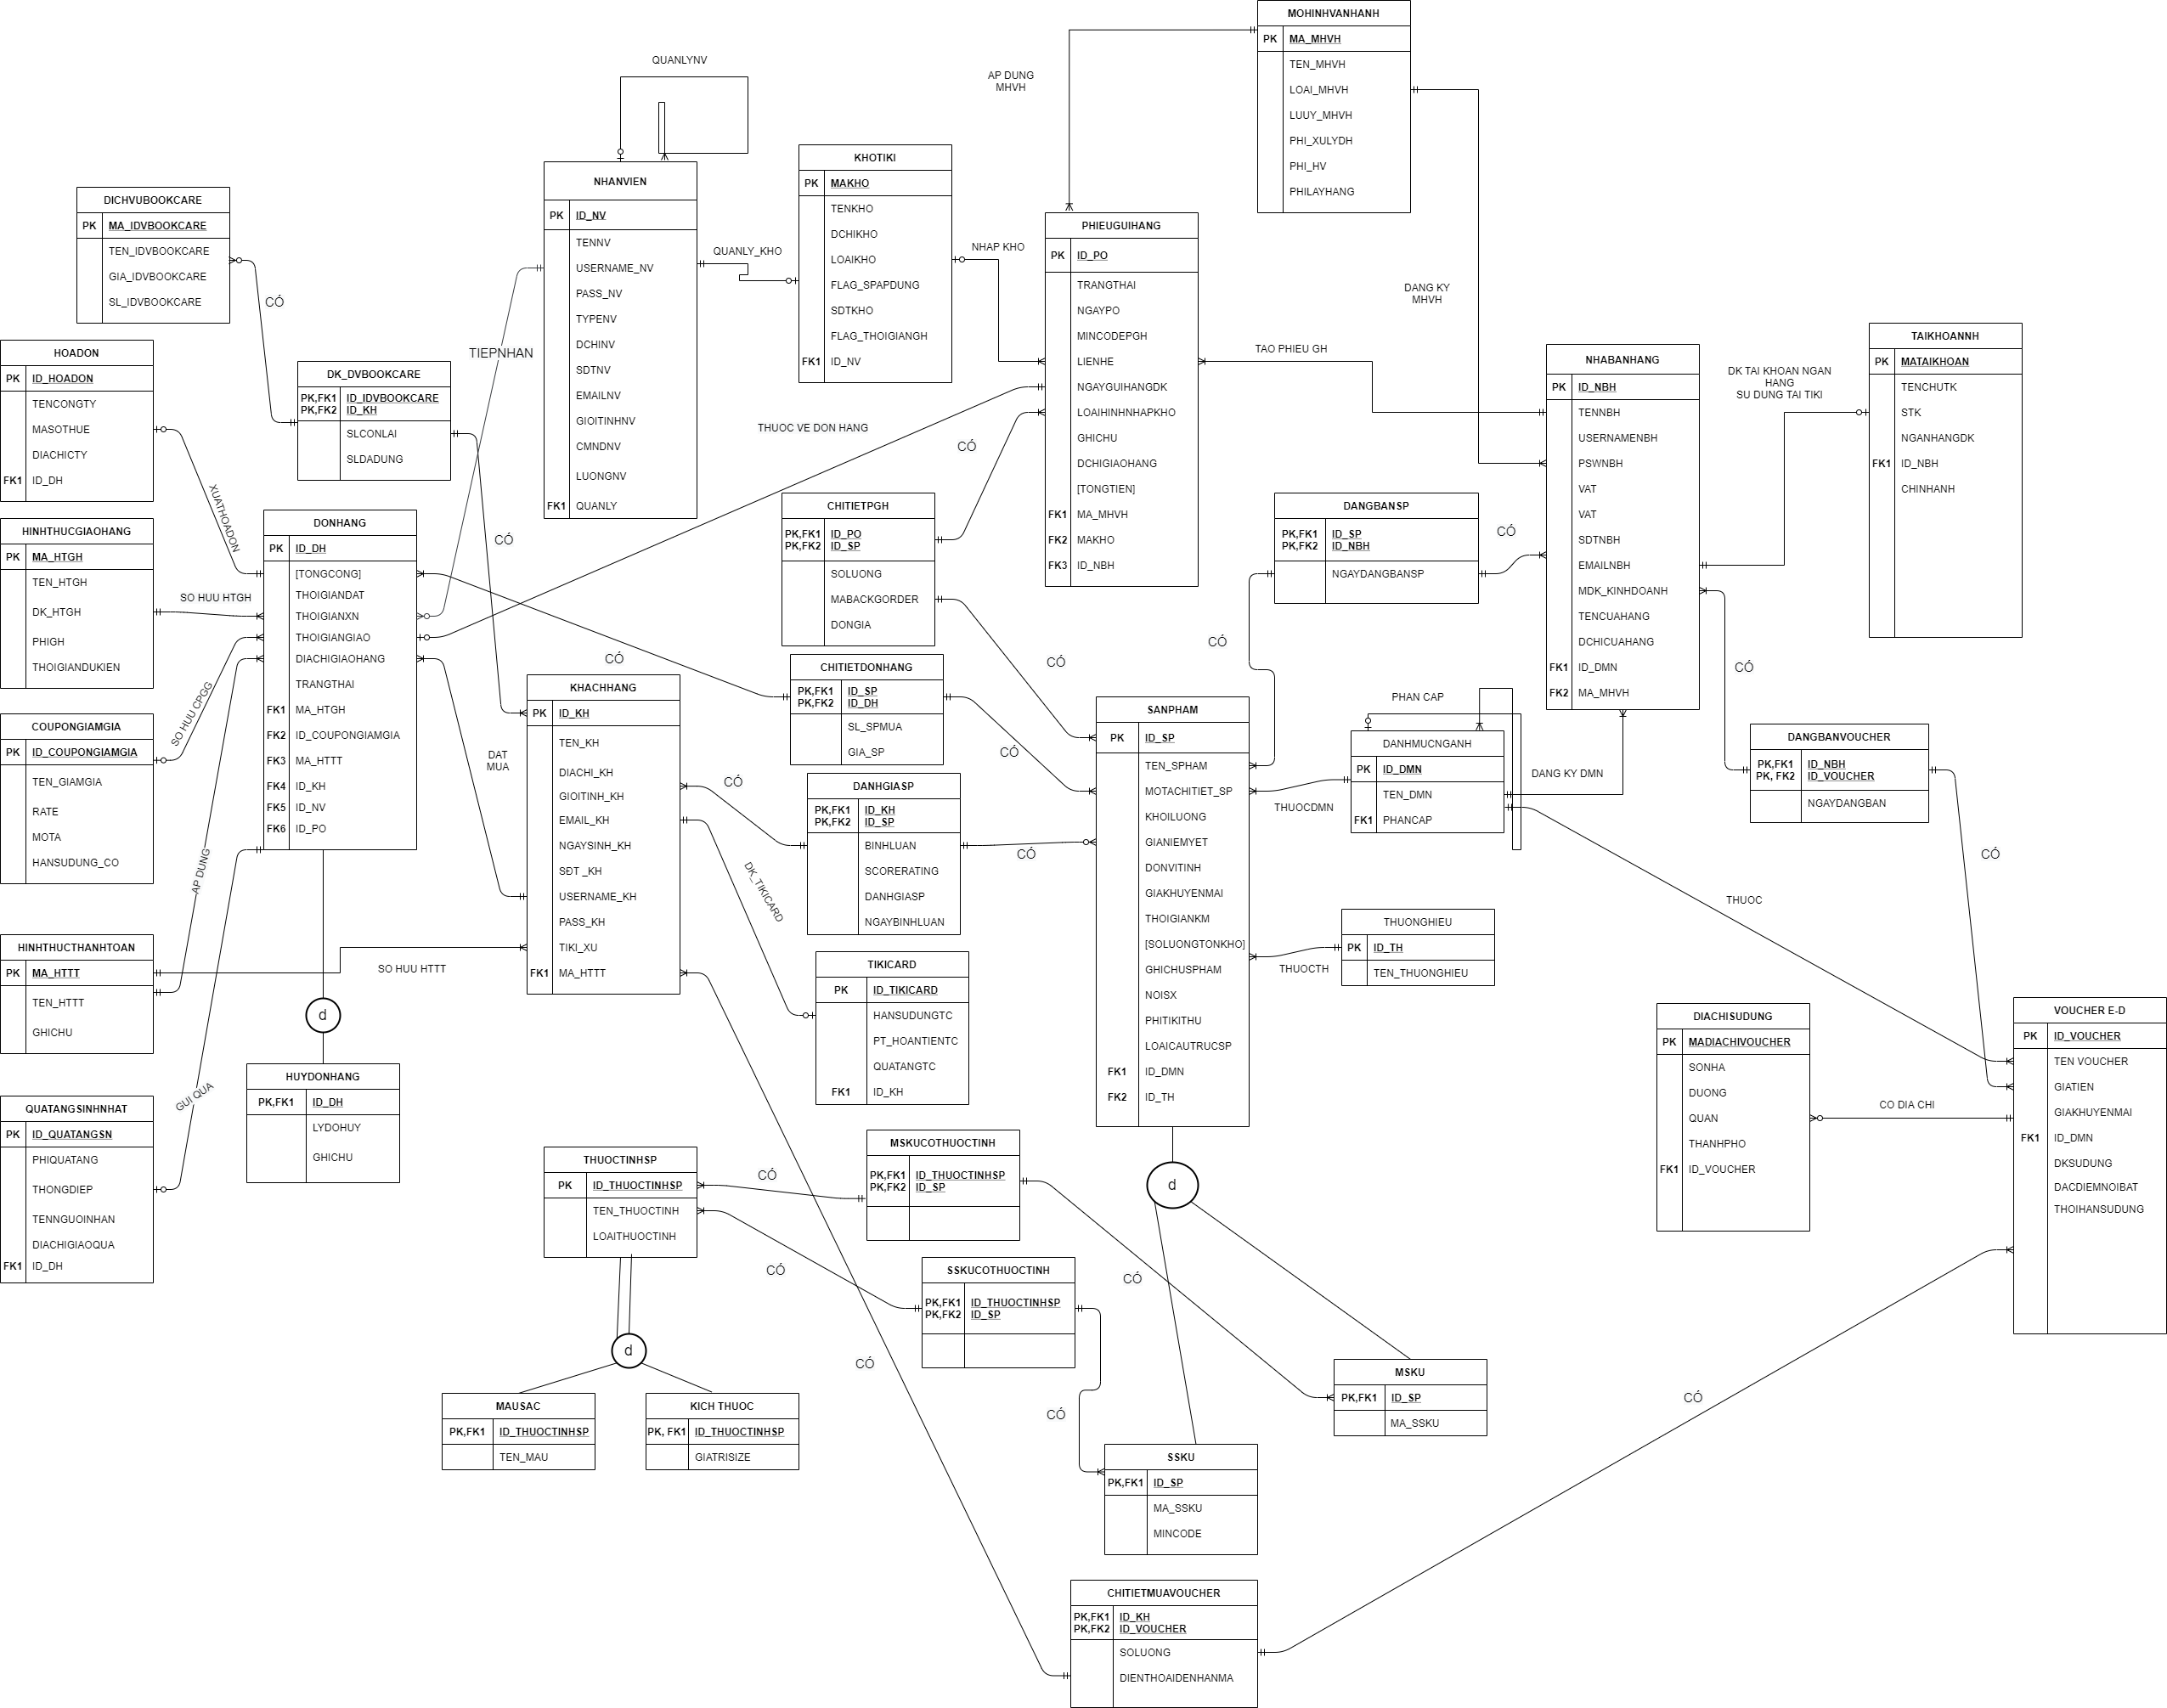 MOHINHVANHANH
PK MA_MHVH
TEN_MHVH
LOAI_MHVH
LUUY_MHVH
PHI_XULYDH
PHI_HV
PHILAYHANG
QUANLYNV
AP DUNG
MHVH
NHANVIEN
PK ID_NV
TENNV
USERNAME_NV
PASS_NV
TYPENV
DCHINV
SDTNV
EMAILNV
GIOITINHNV
CMNDNV
LUONGNV
FK1 QUANLY
QUANLY_KHO
KHOTIKI
PK MAKHO
TENKHO
DCHIKHO
LOAIKHO
FLAG_SPAPDUNG
SDTKHO
FLAG_THOIGIANGH
FK1 ID_NV
NHAP KHO
PHIEUGUIHANG
PK ID_PO
TRANGTHAI
NGAYPO
MINCODEPGH
LIENHE
NGAYGUIHANGDK
LOAIHINHNHAPKHO
GHICHU
DCHIGIAOHANG
[TONGTIEN]
FK1 MA_MHVH
FK2 MAKHO
FK3 ID_NBH
DANG KY
MHVH
TAO PHIEU GH
DICHVUBOOKCARE
PK MA_IDVBOOKCARE
TEN_IDVBOOKCARE
GIA_IDVBOOKCARE
SL_IDVBOOKCARE
CÓ
TIEPNHAN
HOADON
PK ID_HOADON
TENCONGTY
MASOTHUE
DIACHICTY
FK1 ID_DH
DK_DVBOOKCARE
PK,FK1 ID_IDVBOOKCARE
PK,FK2 ID_KH
SLCONLAI
SLDADUNG
CÓ
XUATHOADON
THUOC VE DON HANG
CÓ
NHABANHANG
PK ID_NBH
TENNBH
USERNAMENBH
PSWNBH
VAT
VAT
SDTNBH
EMAILNBH
MDK_KINHDOANH
TENCUAHANG
DCHICUAHANG
FK1 ID_DMN
FK2 MA_MHVH
DK TAI KHOAN NGAN
HANG
SU DUNG TAI TIKI
TAIKHOANNH
PK MATAIKHOAN
TENCHUTK
STK
NGANHANGDK
FK1 ID_NBH
CHINHANH
CHITIETPGH
PK,FK1 ID_PO
PK,FK2 ID_SP
SOLUONG
MABACKGORDER
DONGIA
DANGBANSP
PK,FK1 ID_SP
PK,FK2 ID_NBH
NGAYDANGBANSP
CÓ
CÓ
CÓ
CÓ
HINHTHUCGIAOHANG
PK MA_HTGH
TEN_HTGH
DK_HTGH
PHIGH
THOIGIANDUKIEN
SO HUU HTGH
DONHANG
PK ID_DH
[TONGCONG]
THOIGIANDAT
THOIGIANXN
THOIGIANGIAO
DIACHIGIAOHANG
TRANGTHAI
FK1 MA_HTGH
FK2 ID_COUPONGIAMGIA
FK3 MA_HTTT
FK4 ID_KH
FK5 ID_NV
FK6 ID_PO
COUPONGIAMGIA
PK ID_COUPONGIAMGIA
TEN_GIAMGIA
RATE
MOTA
HANSUDUNG_CO
SO HUU CPGG
AP DUNG
DAT
MUA
CÓ
KHACHHANG
PK ID_KH
TEN_KH
DIACHI_KH
GIOITINH_KH
EMAIL_KH
NGAYSINH_KH
SĐT _KH
USERNAME_KH
PASS_KH
TIKI_XU
FK1 MA_HTTT
CHITIETDONHANG
PK,FK1 ID_SP
PK,FK2 ID_DH
SL_SPMUA
GIA_SP
CÓ
CÓ
DANHGIASP
PK,FK1 ID_KH
PK,FK2 ID_SP
BINHLUAN
SCORERATING
DANHGIASP
NGAYBINHLUAN
CÓ
DK_TIKICARD
TIKICARD
PK ID_TIKICARD
HANSUDUNGTC
PT_HOANTIENTC
QUATANGTC
FK1 ID_KH
SANPHAM
PK ID_SP
TEN_SPHAM
MOTACHITIET_SP
KHOILUONG
GIANIEMYET
DONVITINH
GIAKHUYENMAI
THOIGIANKM
[SOLUONGTONKHO]
GHICHUSPHAM
NOISX
PHITIKITHU
LOAICAUTRUCSP
FK1 ID_DMN
FK2 ID_TH
PHAN CAP
DANHMUCNGANH
PK ID_DMN
TEN_DMN
FK1 PHANCAP
THUOCDMN
DANG KY DMN
DANGBANVOUCHER
PK,FK1 ID_NBH
PK, FK2 ID_VOUCHER
NGAYDANGBAN
CÓ
THUOC
THUONGHIEU
PK ID_TH
TEN_THUONGHIEU
THUOCTH
HINHTHUCTHANHTOAN
PK MA_HTTT
TEN_HTTT
GHICHU
SO HUU HTTT
d
HUYDONHANG
PK,FK1 ID_DH
LYDOHUY
GHICHU
GUI QUA
QUATANGSINHNHAT
PK ID_QUATANGSN
PHIQUATANG
THONGDIEP
TENNGUOINHAN
DIACHIGIAOQUA
FK1 ID_DH
DIACHISUDUNG
PK MADIACHIVOUCHER
SONHA
DUONG
QUAN
THANHPHO
FK1 ID_VOUCHER
CO DIA CHI
VOUCHER E-D
PK ID_VOUCHER
TEN VOUCHER
GIATIEN
GIAKHUYENMAI
FK1 ID_DMN
DKSUDUNG
DACDIEMNOIBAT
THOIHANSUDUNG
THUOCTINHSP
PK ID_THUOCTINHSP
TEN_THUOCTINH
LOAITHUOCTINH
CÓ
MSKUCOTHUOCTINH
PK,FK1 ID_THUOCTINHSP
PK,FK2 ID_SP
d
CÓ
SSKUCOTHUOCTINH
PK,FK1 ID_THUOCTINHSP
PK,FK2 ID_SP
CÓ
CÓ
d
MAUSAC
PK,FK1 ID_THUOCTINHSP
TEN_MAU
KICH THUOC
PK, FK1 ID_THUOCTINHSP
GIATRISIZE
CÓ
MSKU
PK,FK1 ID_SP
MA_SSKU
CÓ
SSKU
PK,FK1 ID_SP
MA_SSKU
MINCODE
CHITIETMUAVOUCHER
PK,FK1 ID_KH
PK,FK2 ID_VOUCHER
SOLUONG
DIENTHOAIDENHANMA